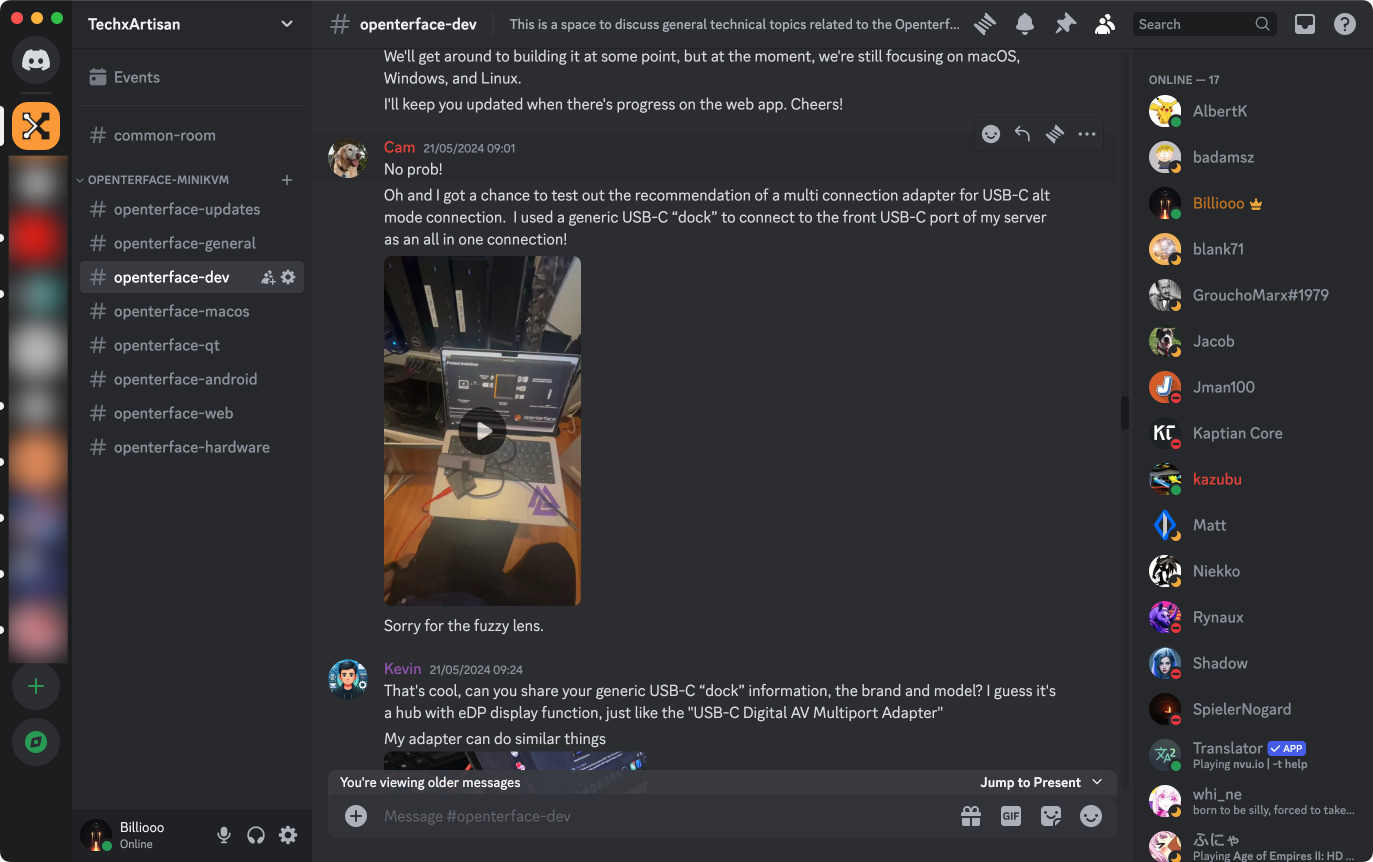 TechxArtisan
Events
common-room
OPENTERFACE-MINIKVM
openterface-updates
openterface-general
openterface-dev
openterface-macos
openterface-qt
openterface-android
openterface-web
openterface-hardware
Billiooo
Online
openterface-dev
This is a space to discuss general technical topics related to the Openterf...
Search
We'll get around to building it at some point, but at the moment, we're still focusing on macOS,
Windows, and Linux.
I'll keep you updated when there's progress on the web app. Cheers!
Cam 21/05/2024 09:01
No prob!
Oh and I got a chance to test out the recommendation of a multi connection adapter for USB-C alt
mode connection. I used a generic USB-C “dock” to connect to the front USB-C port of my server
as an all in one connection!
Product Guidelines
openterface
Sorry for the fuzzy lens.
Kevin 21/05/2024 09:24
That's cool, can you share your generic USB-C “dock” information, the brand and model? I guess it's
a hub with eDP display function, just like the "USB-C Digital AV Multiport Adapter"
My adapter can do similar things
You're viewing older messages
Jump to Present
Message #openterface-dev
GIF
ONLINE — 17
AlbertK
badamsz
Billiooo
blank71
GrouchoMarx#1979
Jacob
Jman100
Kaptian Core
kazubu
Matt
Niekko
Rynaux
Shadow
SpielerNogard
Translator APP
Playing nvu.io | -t help
whi_ne
born to be silly, forced to take...
ふにゃ
Playing Age of Empires II: HD ...